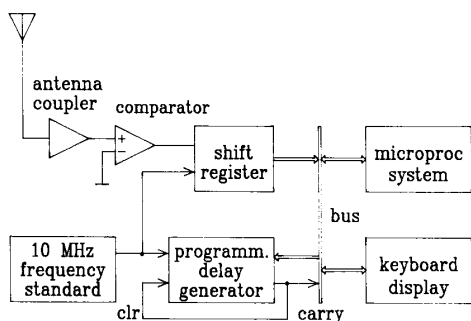 antenna
coupler
comparator
+
−
shift
register
microproc
system
bus
10 MHz
frequency
standard
programm.
delay
generator
keyboard
display
clr
carry